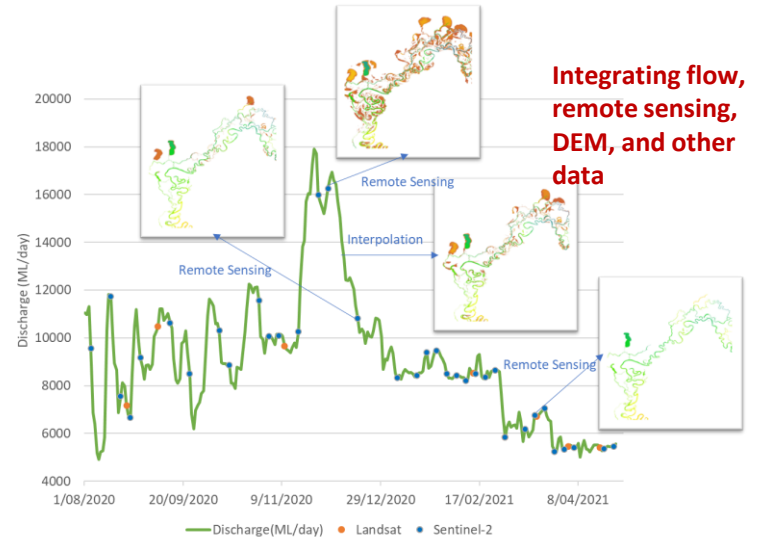 Integrating flow,
remote sensing,
DEM, and other
data
20000
18000
16000
14000
12000
10000
8000
6000
4000
Discharge (ML/day)
Remote Sensing
Interpolation
Remote Sensing
Remote Sensing
1/08/2020 20/09/2020 9/11/2020 29/12/2020 17/02/2021 8/04/2021
Discharge(ML/day) Landsat Sentinel-2